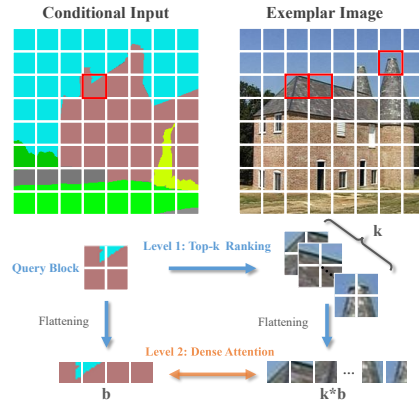 Conditional Input
Exemplar Image
k
Level 1: Top-k Ranking
Query Block
Flattening
Flattening
Level 2: Dense Attention
...
b
k*b